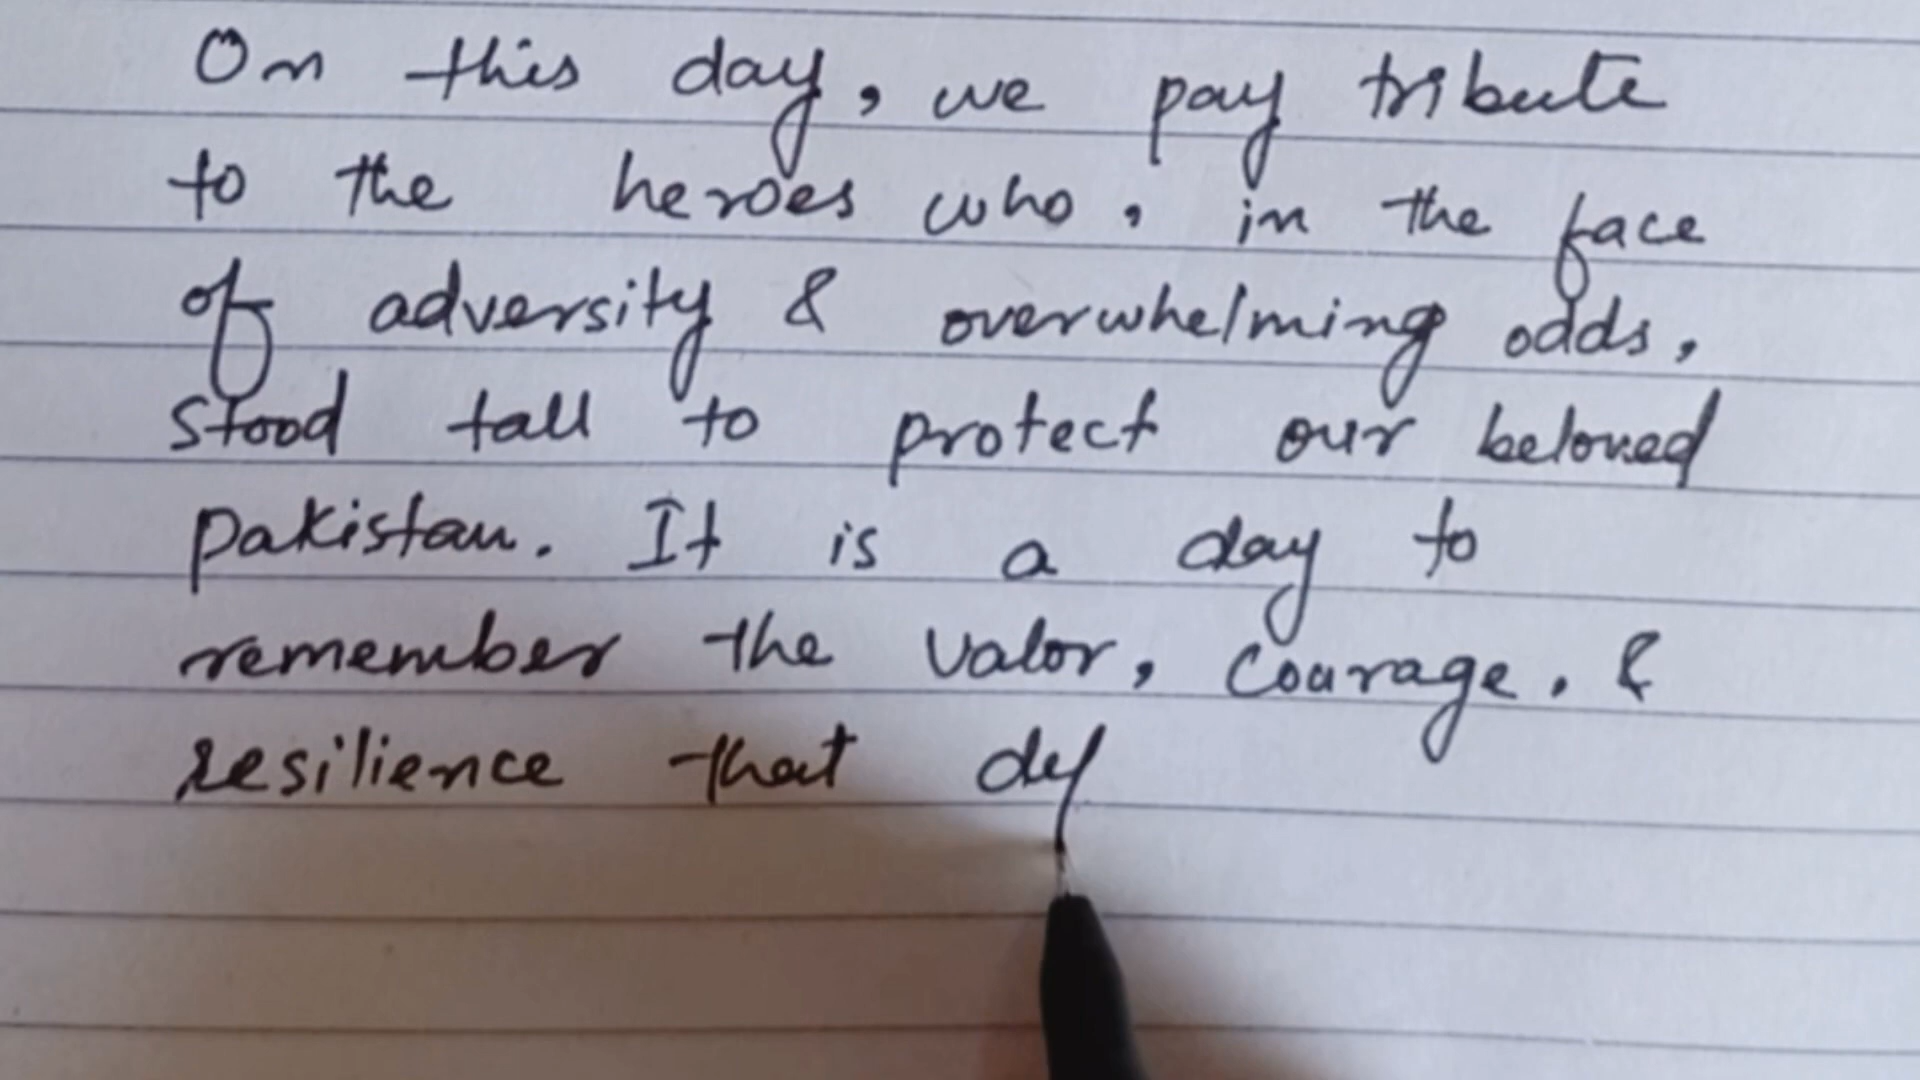 On this day, we pay tribute
to the heroes who, in the face
of adversity & overwhelming odds,
stood tall to protect our beloved
Pakistan. It is a day to
remember the valor, courage, &
resilience that def